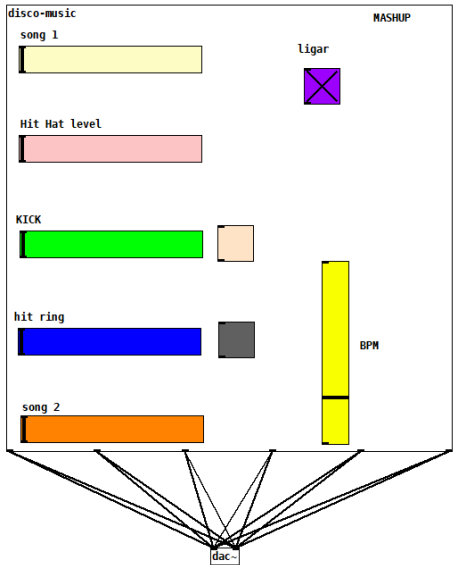 disco-music
MASHUP
song 1
ligar
Hit Hat level
KICK
hit ring
BPM
song 2
dac~